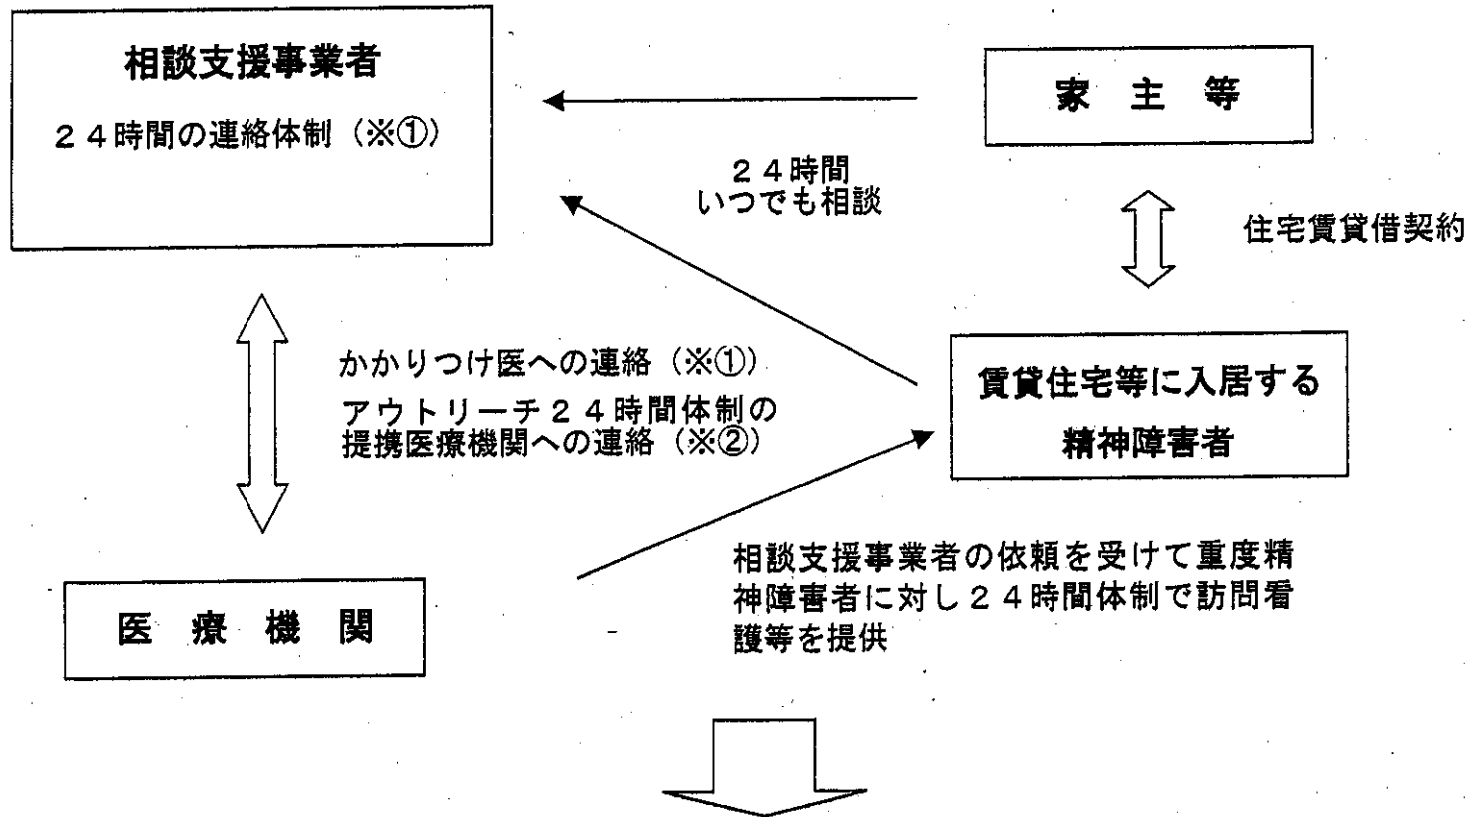 相談支援事業者
２４時間の連絡体制（※①）
家　主　等
２４時間
いつでも相談
住宅賃貸借契約
かかりつけ医への連絡（※①）
アウトリーチ２４時間体制の
提携医療機関への連絡（※②）
賃貸住宅等に入居する
精神障害者
相談支援事業者の依頼を受けて重度精
神障害者に対し２４時間体制で訪問看
護等を提供
医　療　機　関